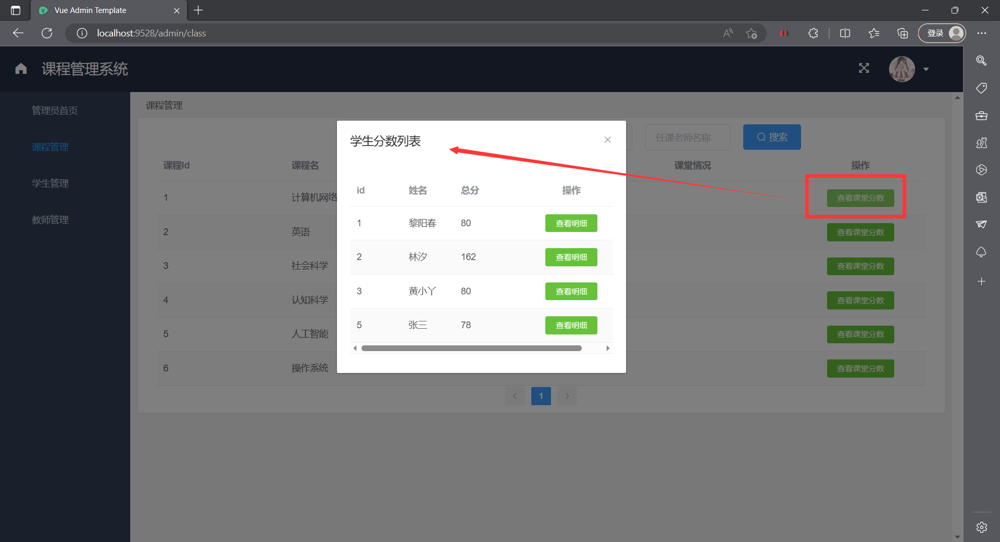 Vue Admin Template
localhost:9528/admin/class
登录
课程管理系统
管理员首页
课程管理
学生管理
教师管理
课程管理
任课老师名称
搜索
课程Id 课程名 课堂情况 操作
1 计算机网络 查看课堂分数
2 英语 查看课堂分数
3 社会科学 查看课堂分数
4 认知科学 查看课堂分数
5 人工智能 查看课堂分数
6 操作系统 查看课堂分数
1
学生分数列表
id 姓名 总分 操作
1 黎阳春 80 查看明细
2 林汐 162 查看明细
3 黄小丫 80 查看明细
5 张三 78 查看明细